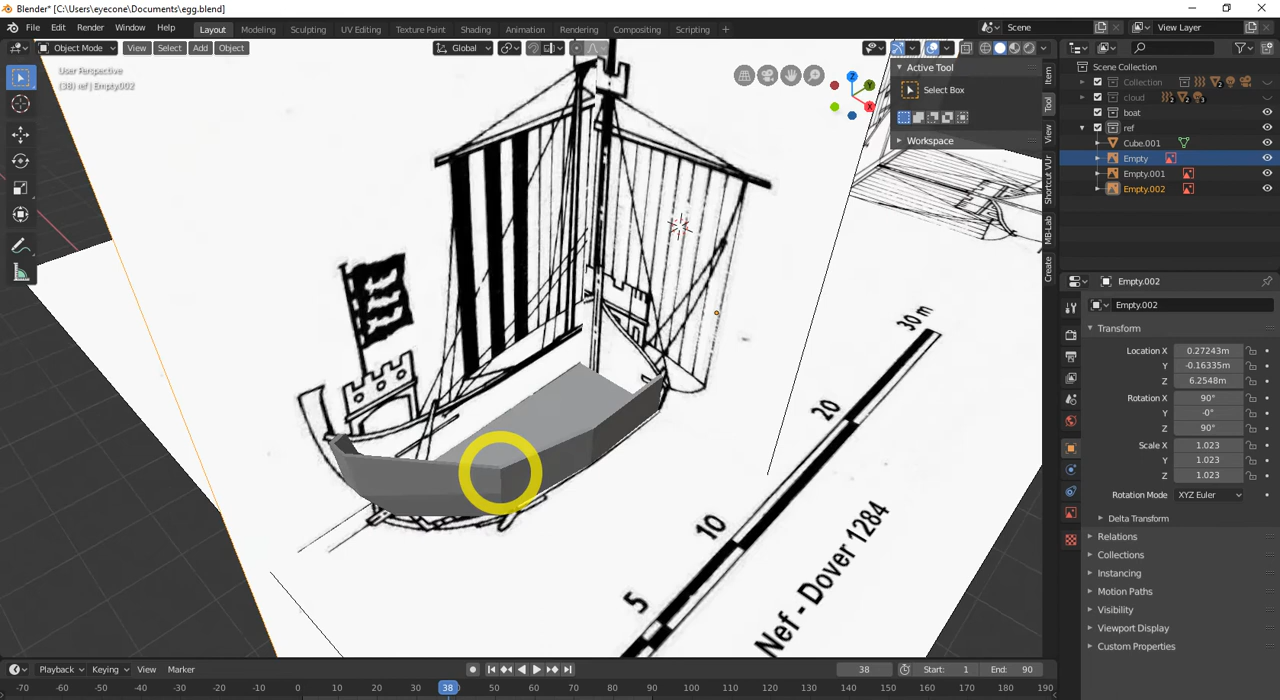 Blender* [C:\Users\eyecone\Documents\egg.blend]
File Edit Render Window Help Layout Modeling Sculpting UV Editing Texture Paint Shading Animation Rendering Compositing Scripting Scene View Layer
Object Mode View Select Add Object Global
User Perspective
(38) ref | Empty.002
Active Tool
Select Box
Workspace
Item
Tool
View
Shortcut VUr
MB-Lab
Create
Z
Y
X
Scene Collection
Collection
cloud
boat
ref
Cube.001
Empty
Empty.001
Empty.002
Empty.002
Empty.002
Transform
Location X 0.27243m
Y -0.16335m
Z 6.2548m
Rotation X 90°
Y -0°
Z 90°
Scale X 1.023
Y 1.023
Z 1.023
Rotation Mode XYZ Euler
Delta Transform
Relations
Collections
Instancing
Motion Paths
Visibility
Viewport Display
Custom Properties
30 m
20
10
5
Nef - Dover 1284
Playback Keying View Marker 38 Start: 1 End: 90
-70 -60 -50 -40 -30 -20 -10 0 10 20 30 38 50 60 70 80 90 100 110 120 130 140 150 160 170 180 190